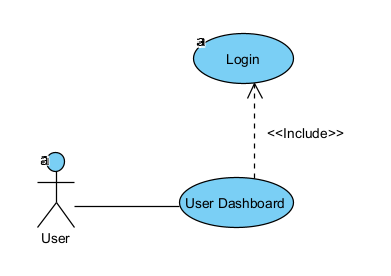 a
Login
<<Include>>
a
User Dashboard
User